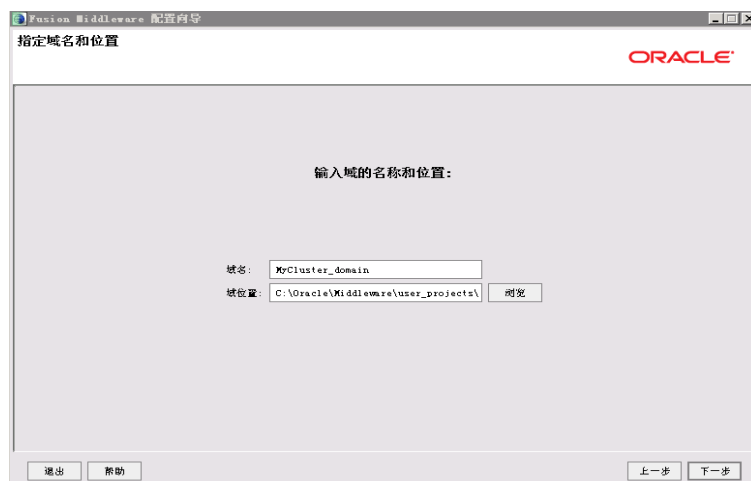 Fusion Middleware 配置向导
指定域名和位置
ORACLE
输入域的名称和位置:
域名: MyCluster_domain
域位置: C:\Oracle\Middleware\user_projects\ 浏览
退出 帮助 上一步 下一步